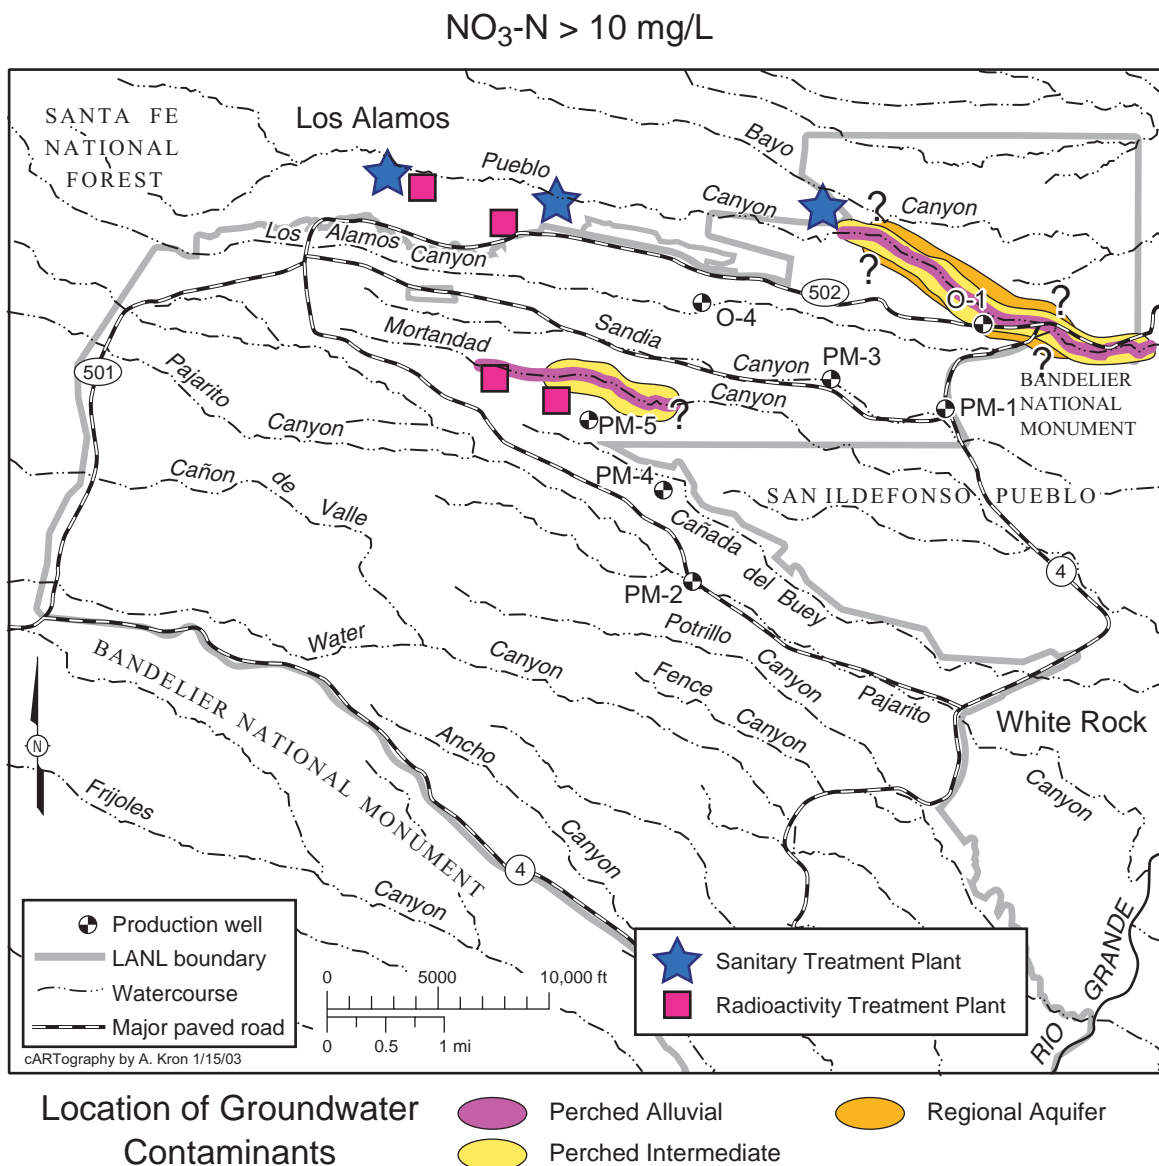 NO3-N > 10 mg/L
SANTA FE
NATIONAL
FOREST
Los Alamos
Bayo
Pueblo
Canyon
Canyon
?
Los Alamos Canyon
?
502
O-1
?
O-4
Sandia
Mortandad
Canyon
PM-3
?
501
Pajarito
Canyon
BANDELIER
NATIONAL
MONUMENT
PM-1
?
PM-5
Canyon
Cañon de Valle
PM-4
SAN ILDEFONSO PUEBLO
Cañada del Buey
4
PM-2
Water
Canyon
Potrillo
Canyon
Fence
Canyon
Pajarito
White Rock
Canyon
BANDELIER NATIONAL MONUMENT
N
Ancho
Canyon
Frijoles
Canyon
4
RIO GRANDE
Production well
LANL boundary
Watercourse
Major paved road
cARTography by A. Kron 1/15/03
0 5000 10,000 ft
0 0.5 1 mi
Sanitary Treatment Plant
Radioactivity Treatment Plant
Location of Groundwater
Contaminants
Perched Alluvial
Regional Aquifer
Perched Intermediate